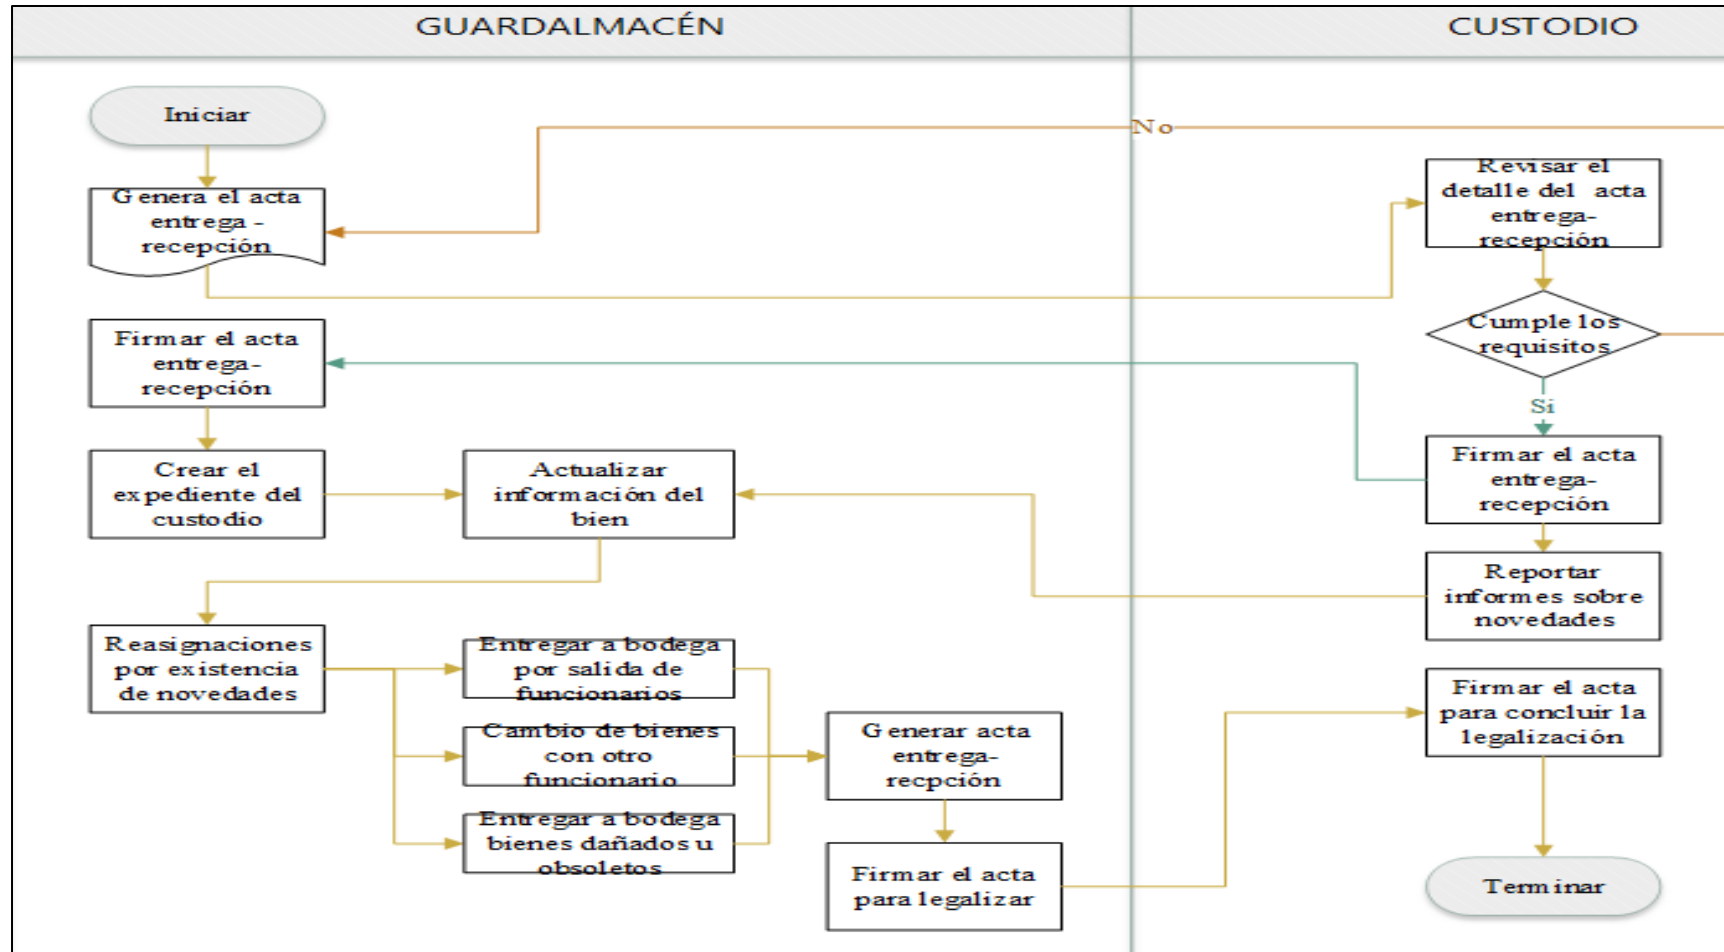 GUARDALMACÉN
CUSTODIO
Iniciar
Genera el acta
entrega -
recepción
No
Revisar el
detalle del acta
entrega-
recepción
Cumple los
requisitos
Si
Firmar el acta
entrega-
recepción
Firmar el acta
entrega-
recepción
Crear el
expediente del
custodio
Actualizar
información del
bien
Reportar
informes sobre
novedades
Reasignaciones
por existencia
de novedades
Entregar a bodega
por salida de
funcionarios
Cambio de bienes
con otro
funcionario
Entregar a bodega
bienes dañados u
obsoletos
Generar acta
entrega-
recpción
Firmar el acta
para legalizar
Firmar el acta
para concluir la
legalización
Terminar